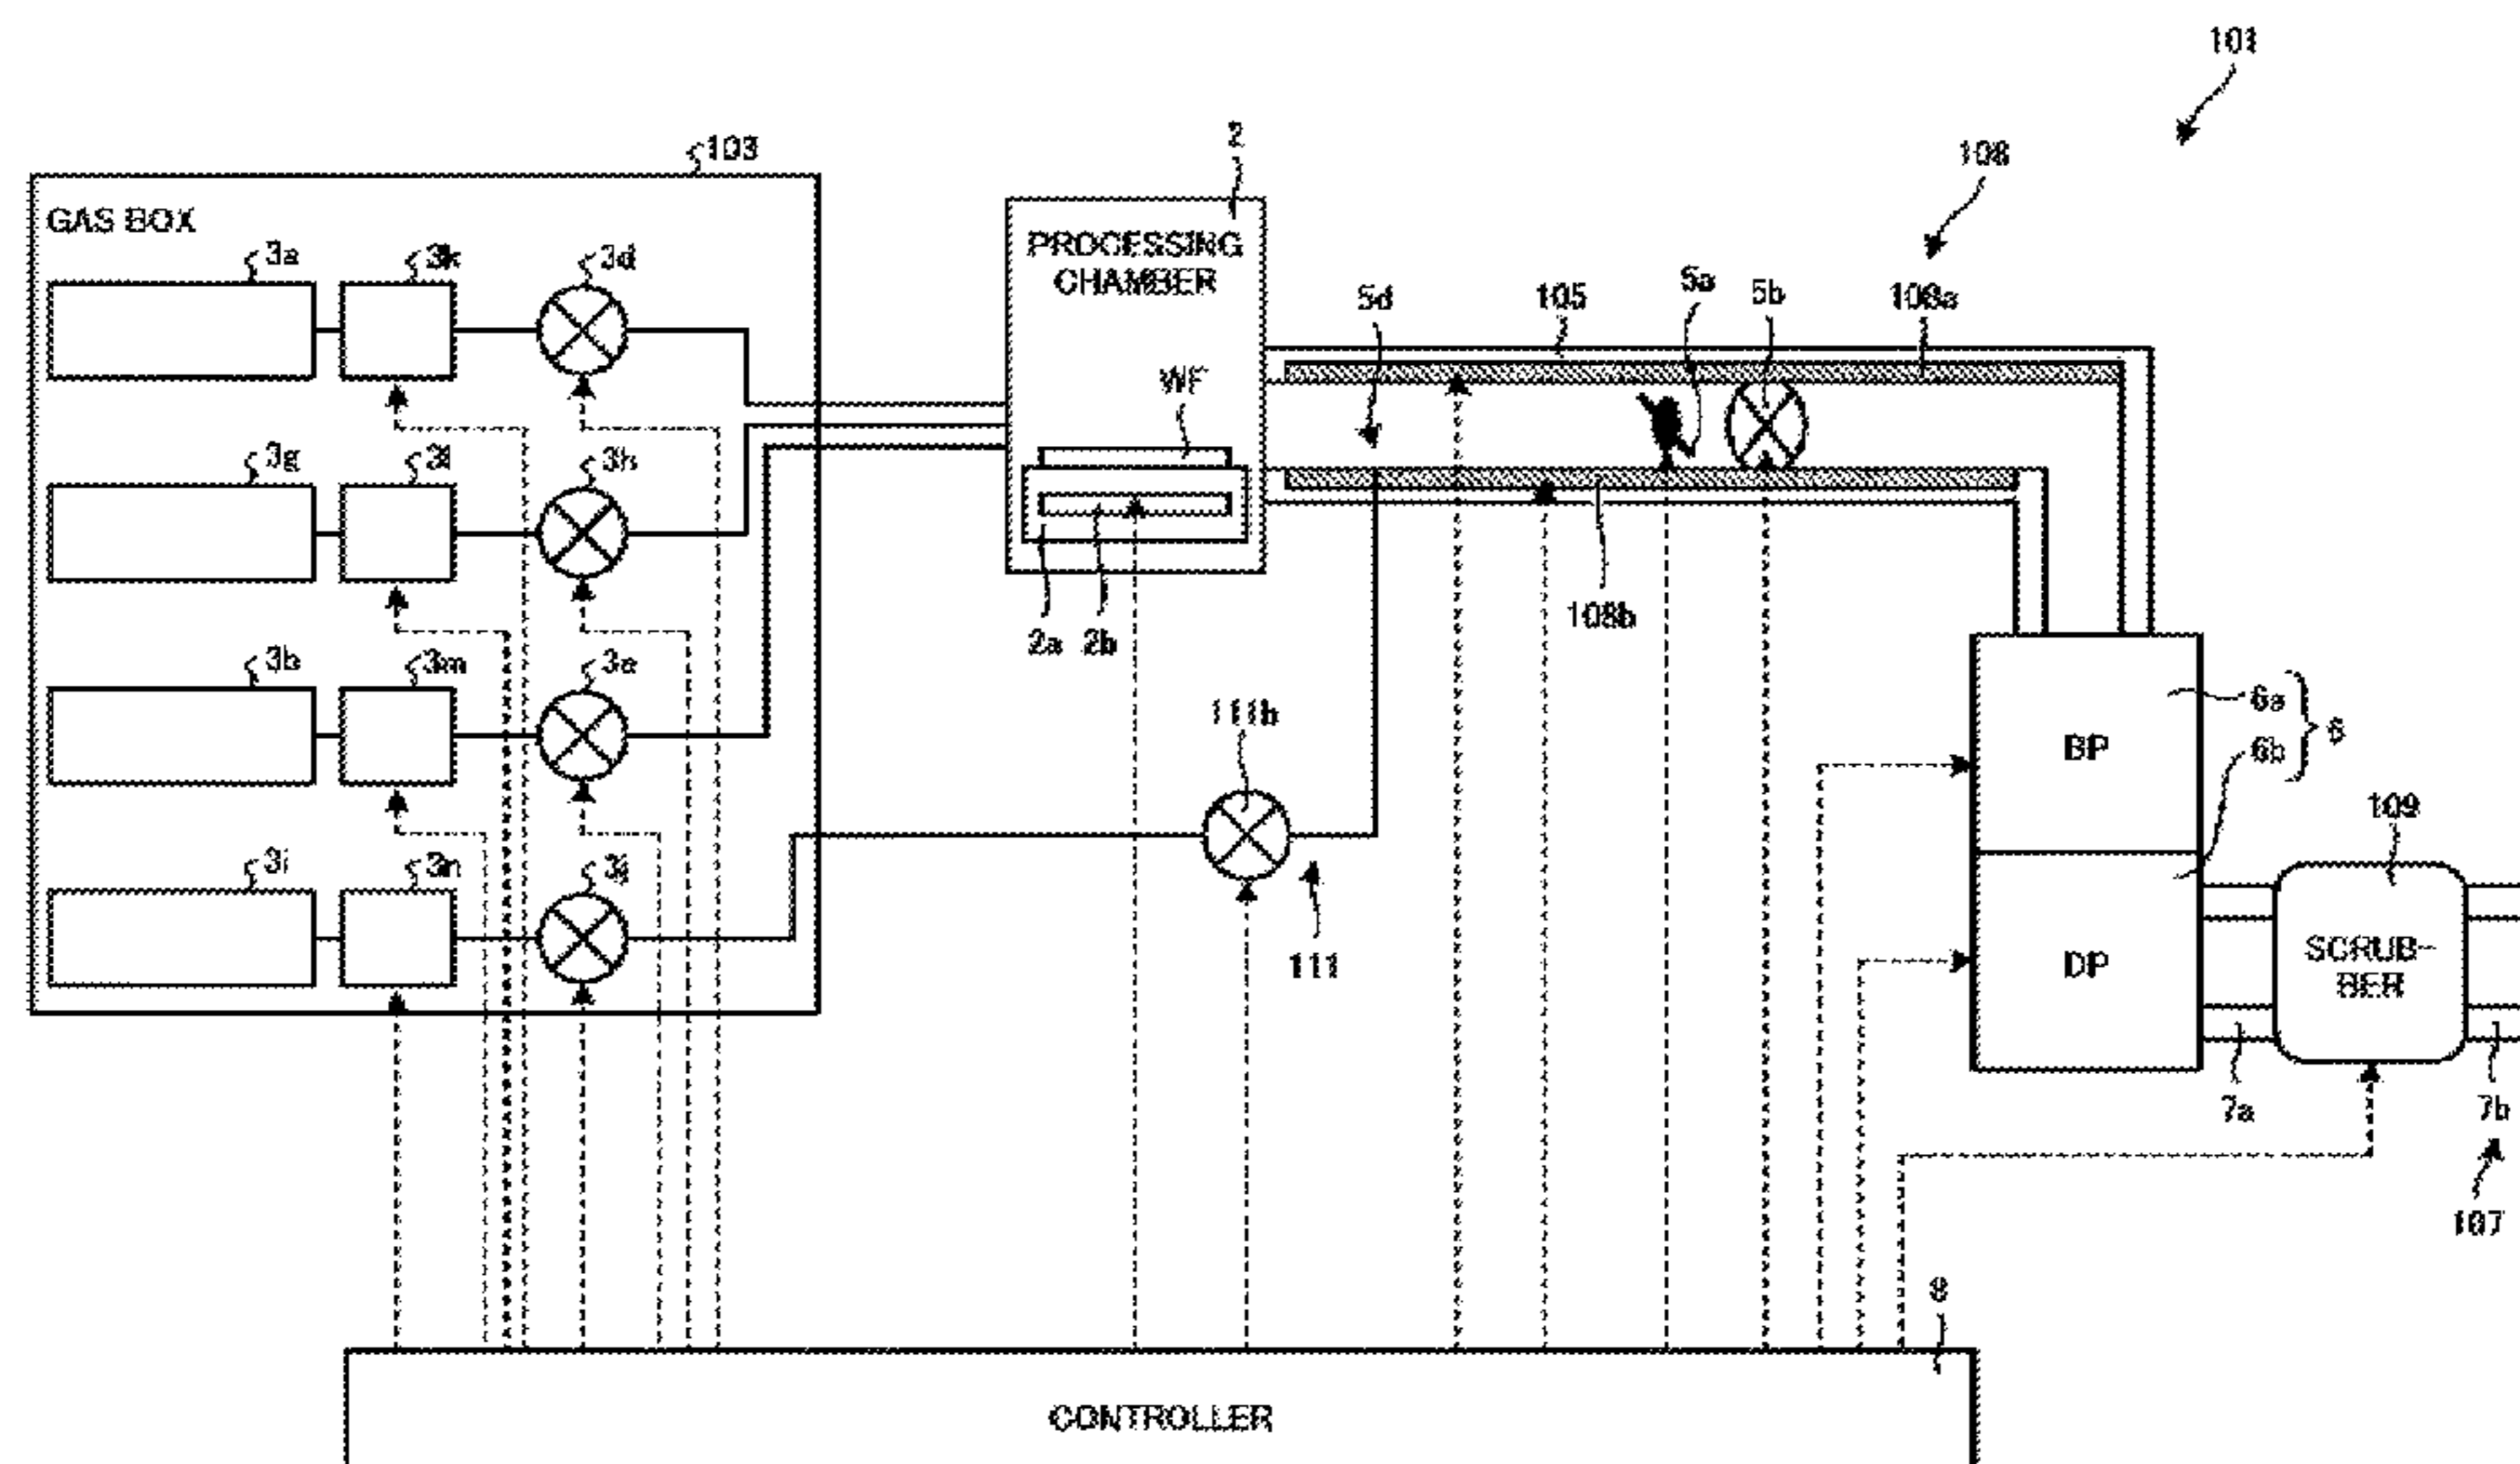 101
103
2
108
GAS BOX
PROCESSING
CHAMBER
3a
3k
3d
5d
105
5a
5b
108a
WF
3g
3l
3h
108b
2a
2b
3b
3m
3e
111b
6a
6
BP
6b
109
3i
3n
3j
SCRUB-
BER
111
DP
7a
7b
107
8
CONTROLLER